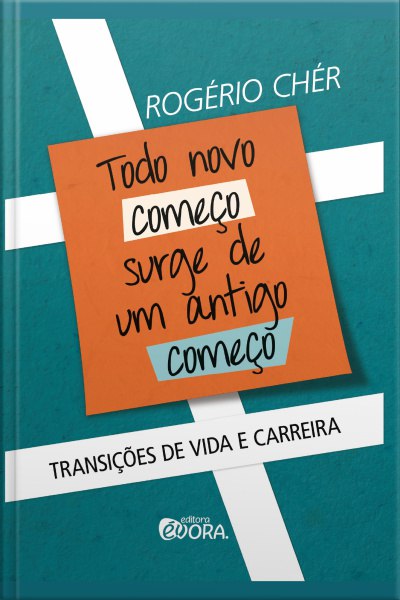 ROGÉRIO CHÉR
Todo novo
começo
surge de
um antigo
começo
TRANSIÇÕES DE VIDA E CARREIRA
editora
ÉVORA.